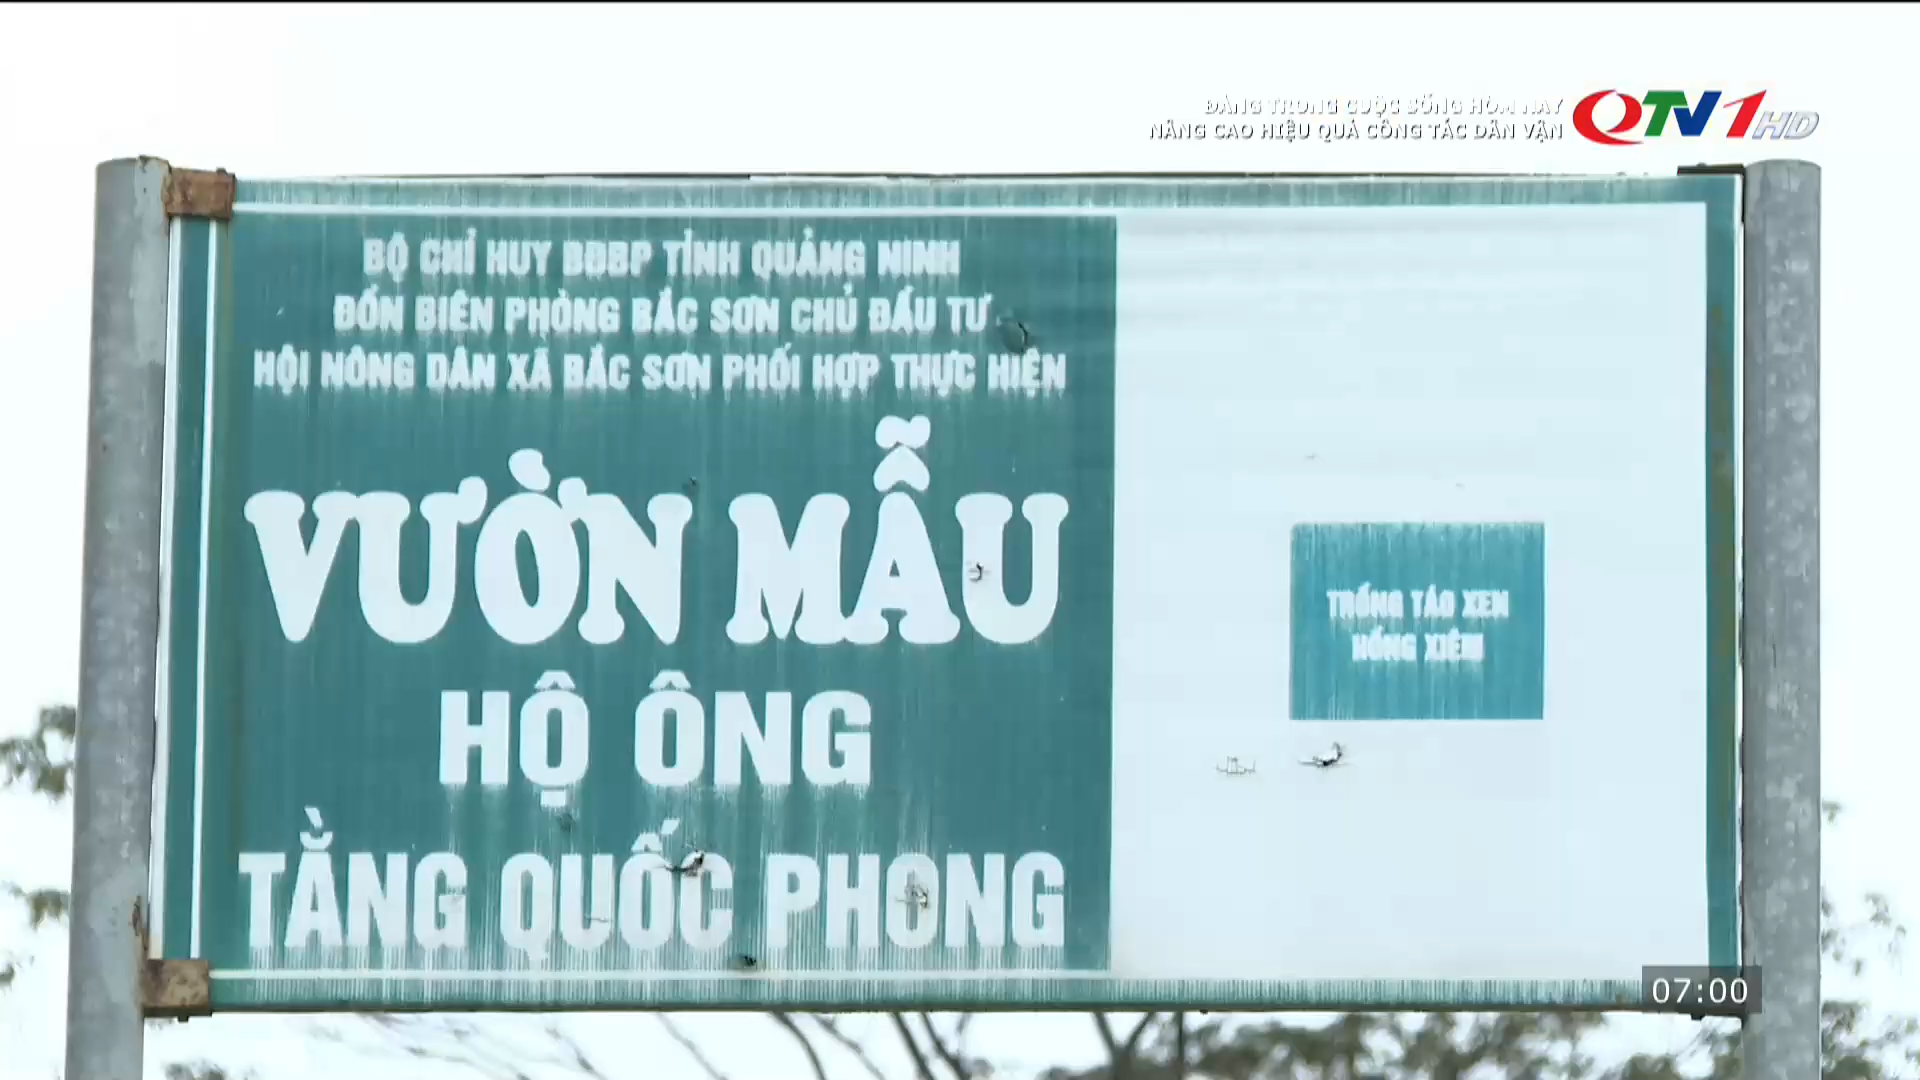 ĐẢNG TRONG CUỘC SỐNG HÔM NAY
NÂNG CAO HIỆU QUẢ CÔNG TÁC DÂN VẬN
QTV1HD
BỘ CHỈ HUY BĐBP TỈNH QUẢNG NINH
ĐỒN BIÊN PHÒNG BẮC SƠN CHỦ ĐẦU TƯ
HỘI NÔNG DÂN XÃ BẮC SƠN PHỐI HỢP THỰC HIỆN
VƯỜN MẪU
HỘ ÔNG
TẰNG QUỐC PHONG
TRỒNG TÁO XEN
HỒNG XIÊM
07:00